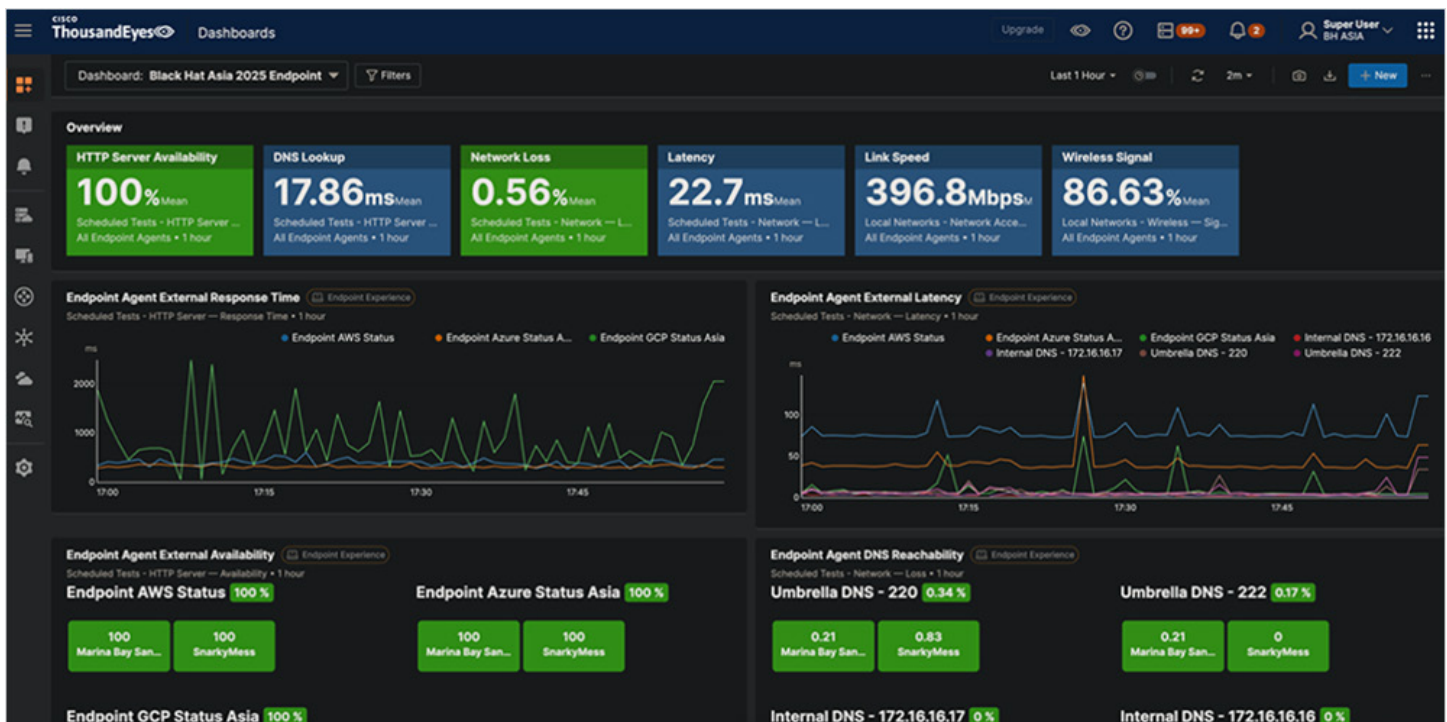 CISCO
ThousandEyes Dashboards Upgrade 99+ 2 Super User
BH ASIA
Dashboard: Black Hat Asia 2025 Endpoint Filters Last 1 Hour 2m + New
Overview
HTTP Server Availability
100% Mean
Scheduled Tests - HTTP Server ...
All Endpoint Agents • 1 hour
DNS Lookup
17.86ms Mean
Scheduled Tests - HTTP Server ...
All Endpoint Agents • 1 hour
Network Loss
0.56% Mean
Scheduled Tests - Network — L...
All Endpoint Agents • 1 hour
Latency
22.7ms Mean
Scheduled Tests - Network — L...
All Endpoint Agents • 1 hour
Link Speed
396.8Mbps M
Local Networks - Network Acce...
All Endpoint Agents • 1 hour
Wireless Signal
86.63% Mean
Local Networks - Wireless — Sig...
All Endpoint Agents • 1 hour
Endpoint Agent External Response Time Endpoint Experience
Scheduled Tests - HTTP Server — Response Time • 1 hour
Endpoint AWS Status Endpoint Azure Status A... Endpoint GCP Status Asia
ms
2000
1000
0
17:00 17:15 17:30 17:45
Endpoint Agent External Latency Endpoint Experience
Scheduled Tests - Network — Latency • 1 hour
Endpoint AWS Status Endpoint Azure Status A... Endpoint GCP Status Asia Internal DNS - 172.16.16.16
Internal DNS - 172.16.16.17 Umbrella DNS - 220 Umbrella DNS - 222
ms
100
50
0
17:00 17:15 17:30 17:45
Endpoint Agent External Availability Endpoint Experience
Scheduled Tests - HTTP Server — Availability • 1 hour
Endpoint AWS Status 100 %
100 100
Marina Bay San... SnarkyMess
Endpoint Azure Status Asia 100 %
100 100
Marina Bay San... SnarkyMess
Endpoint GCP Status Asia 100 %
Endpoint Agent DNS Reachability Endpoint Experience
Scheduled Tests - Network — Loss • 1 hour
Umbrella DNS - 220 0.34 %
0.21 0.83
Marina Bay San... SnarkyMess
Umbrella DNS - 222 0.17 %
0.21 0
Marina Bay San... SnarkyMess
Internal DNS - 172.16.16.17 0 %
Internal DNS - 172.16.16.16 0 %